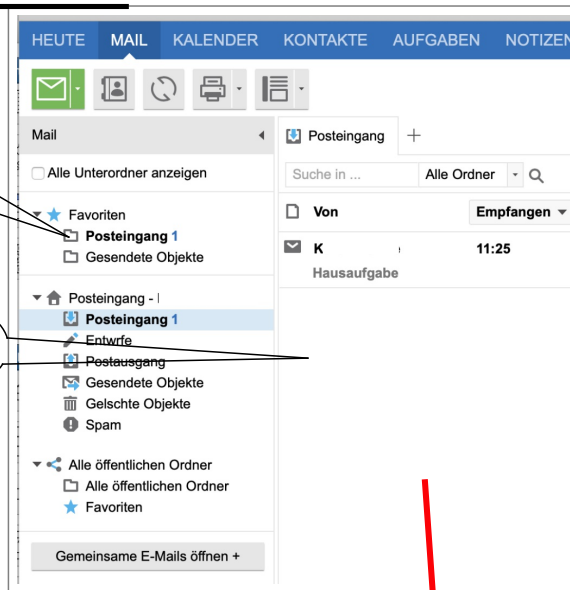 HEUTE MAIL KALENDER KONTAKTE AUFGABEN NOTIZEN
Mail
Alle Unterordner anzeigen
Favoriten
Posteingang 1
Gesendete Objekte
Posteingang -
Posteingang 1
Entwrfe
Postausgang
Gesendete Objekte
Gelschte Objekte
Spam
Alle öffentlichen Ordner
Alle öffentlichen Ordner
Favoriten
Gemeinsame E-Mails öffnen +
Posteingang +
Suche in ... Alle Ordner
Von Empfangen
K 11:25
Hausaufgabe